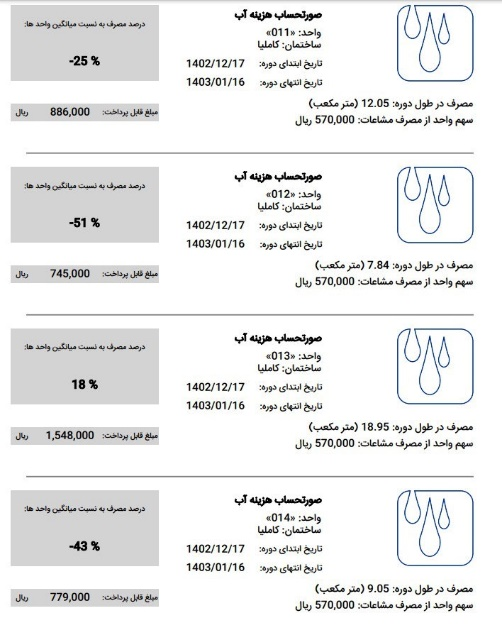 صورتحساب هزینه آب
واحد: «011»
ساختمان: کاملیا
تاریخ ابتدای دوره: 1402/12/17
تاریخ انتهای دوره: 1403/01/16
مصرف در طول دوره: 12.05 (متر مکعب)
سهم واحد از مصرف مشاعات: 570,000 ریال
درصد مصرف به نسبت میانگین واحد ها:
-25 %
مبلغ قابل پرداخت: 886,000 ریال
صورتحساب هزینه آب
واحد: «012»
ساختمان: کاملیا
تاریخ ابتدای دوره: 1402/12/17
تاریخ انتهای دوره: 1403/01/16
مصرف در طول دوره: 7.84 (متر مکعب)
سهم واحد از مصرف مشاعات: 570,000 ریال
درصد مصرف به نسبت میانگین واحد ها:
-51 %
مبلغ قابل پرداخت: 745,000 ریال
صورتحساب هزینه آب
واحد: «013»
ساختمان: کاملیا
تاریخ ابتدای دوره: 1402/12/17
تاریخ انتهای دوره: 1403/01/16
مصرف در طول دوره: 18.95 (متر مکعب)
سهم واحد از مصرف مشاعات: 570,000 ریال
درصد مصرف به نسبت میانگین واحد ها:
18 %
مبلغ قابل پرداخت: 1,548,000 ریال
صورتحساب هزینه آب
واحد: «014»
ساختمان: کاملیا
تاریخ ابتدای دوره: 1402/12/17
تاریخ انتهای دوره: 1403/01/16
مصرف در طول دوره: 9.05 (متر مکعب)
سهم واحد از مصرف مشاعات: 570,000 ریال
درصد مصرف به نسبت میانگین واحد ها:
-43 %
مبلغ قابل پرداخت: 779,000 ریال